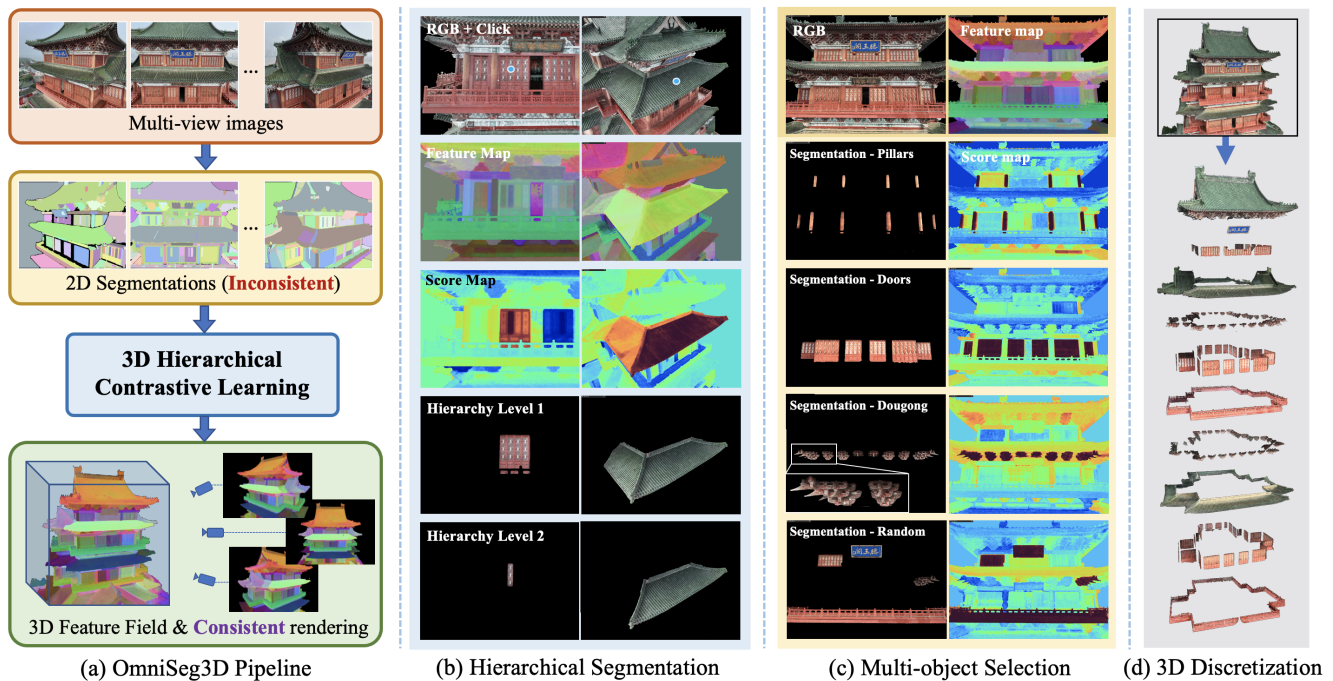 Multi-view images
2D Segmentations (Inconsistent)
3D Hierarchical
Contrastive Learning
3D Feature Field & Consistent rendering
(a) OmniSeg3D Pipeline
RGB + Click
Feature Map
Score Map
Hierarchy Level 1
Hierarchy Level 2
(b) Hierarchical Segmentation
RGB
Feature map
Segmentation - Pillars
Score map
Segmentation - Doors
Segmentation - Dougong
Segmentation - Random
(c) Multi-object Selection
(d) 3D Discretization